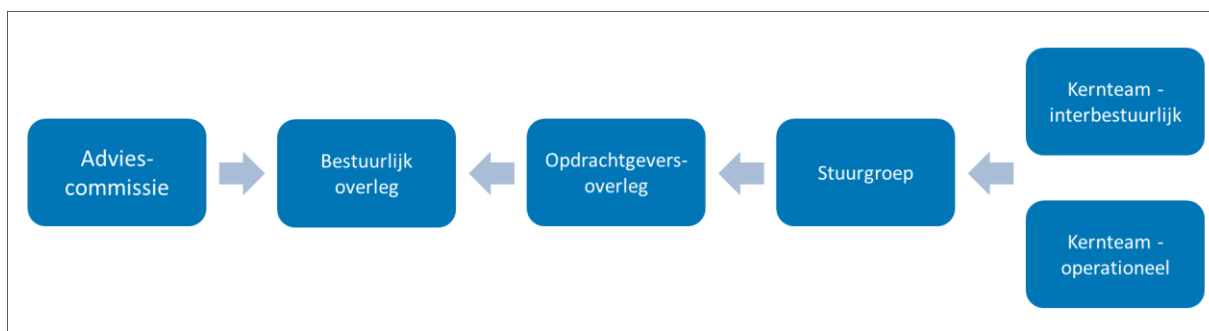 Advies-
commissie
Bestuurlijk
overleg
Opdrachtgevers-
overleg
Stuurgroep
Kernteam -
interbestuurlijk
Kernteam -
operationeel